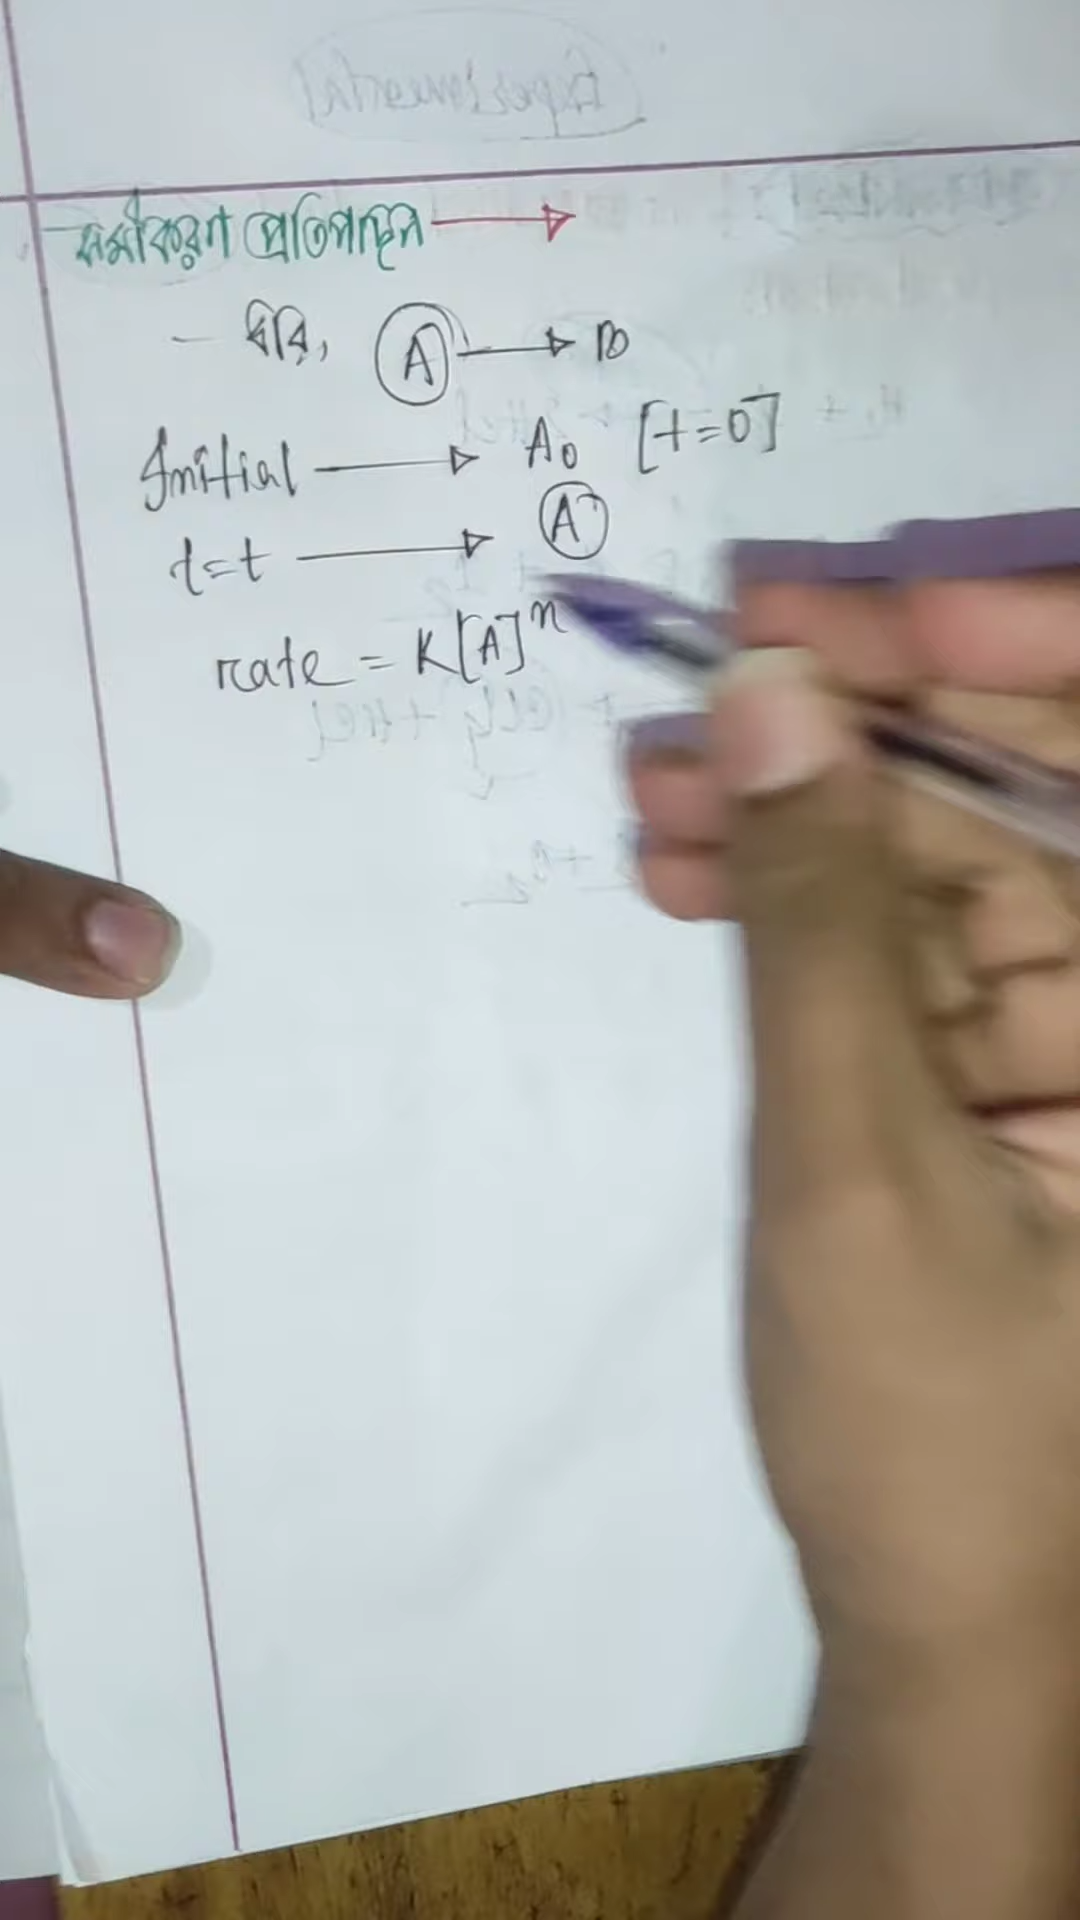 সমীকরণ প্রতিপাদন →
- ধরি, A → B
Initial → A₀ [t=0]
t=t → A
rate = K[A]ⁿ